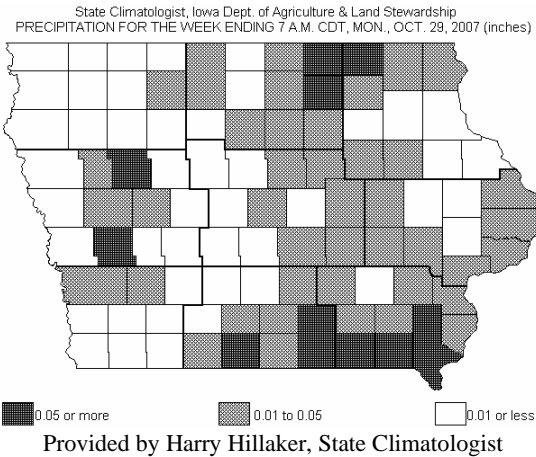 State Climatologist, Iowa Dept. of Agriculture & Land Stewardship
PRECIPITATION FOR THE WEEK ENDING 7 A.M. CDT, MON., OCT. 29, 2007 (inches)
0.05 or more 0.01 to 0.05 0.01 or less
Provided by Harry Hillaker, State Climatologist